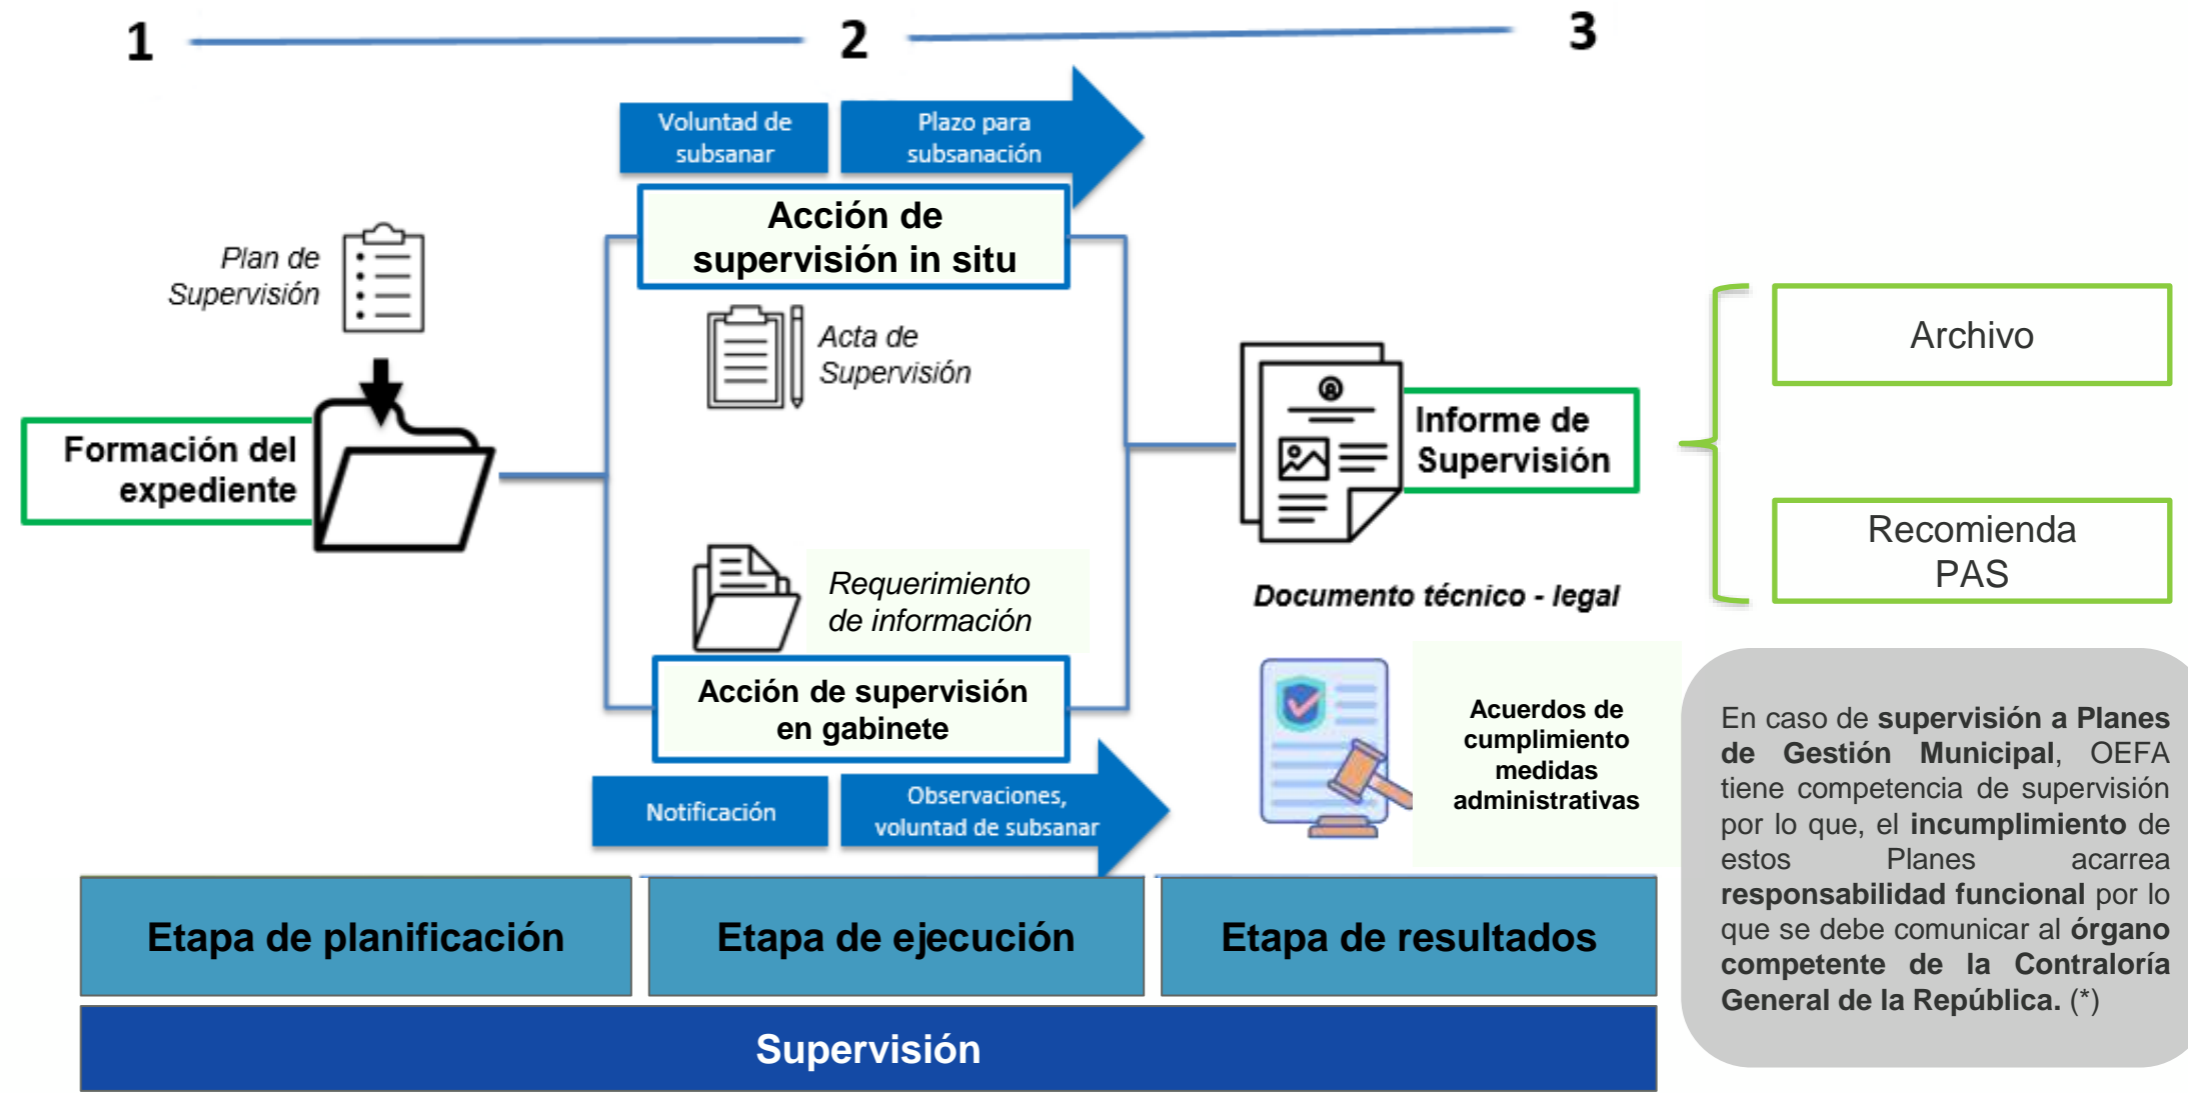 1
2
3
Voluntad de
subsanar
Plazo para
subsanación
Acción de
supervisión in situ
Plan de
Supervisión
Acta de
Supervisión
Formación del
expediente
Requerimiento
de información
Acción de supervisión
en gabinete
Notificación
Observaciones,
voluntad de subsanar
Informe de
Supervisión
Documento técnico - legal
Acuerdos de
cumplimiento
medidas
administrativas
Archivo
Recomienda
PAS
En caso de supervisión a Planes
de Gestión Municipal, OEFA
tiene competencia de supervisión
por lo que, el incumplimiento de
estos Planes acarrea
responsabilidad funcional por lo
que se debe comunicar al órgano
competente de la Contraloría
General de la República. (*)
Etapa de planificación
Etapa de ejecución
Etapa de resultados
Supervisión